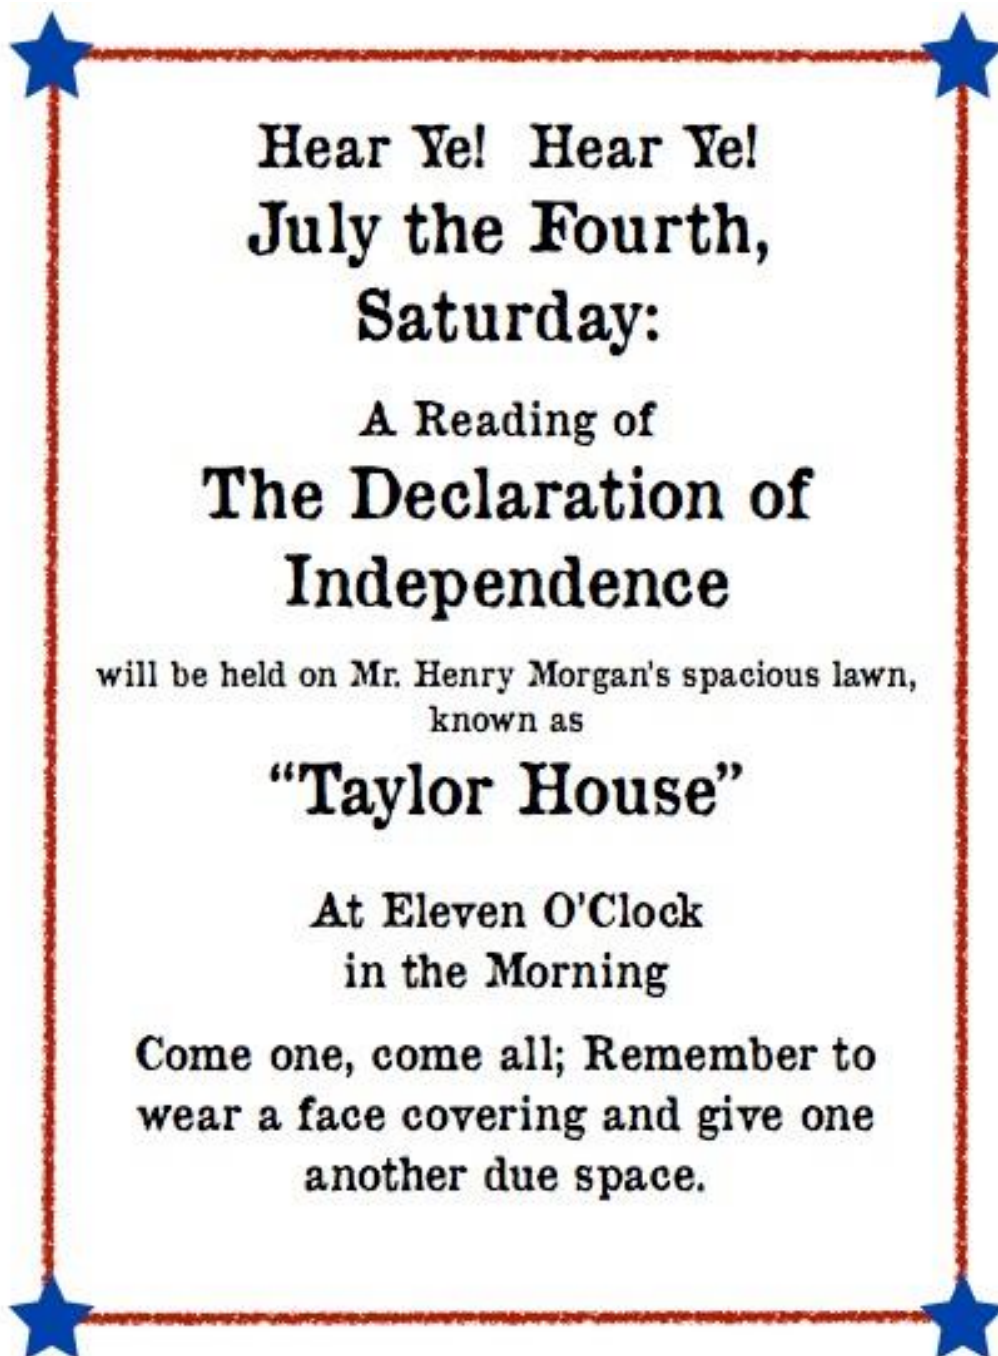 Hear Ye! Hear Ye!
July the Fourth,
Saturday:
A Reading of
The Declaration of
Independence
will be held on Mr. Henry Morgan's spacious lawn,
known as
“Taylor House”
At Eleven O'Clock
in the Morning
Come one, come all; Remember to
wear a face covering and give one
another due space.